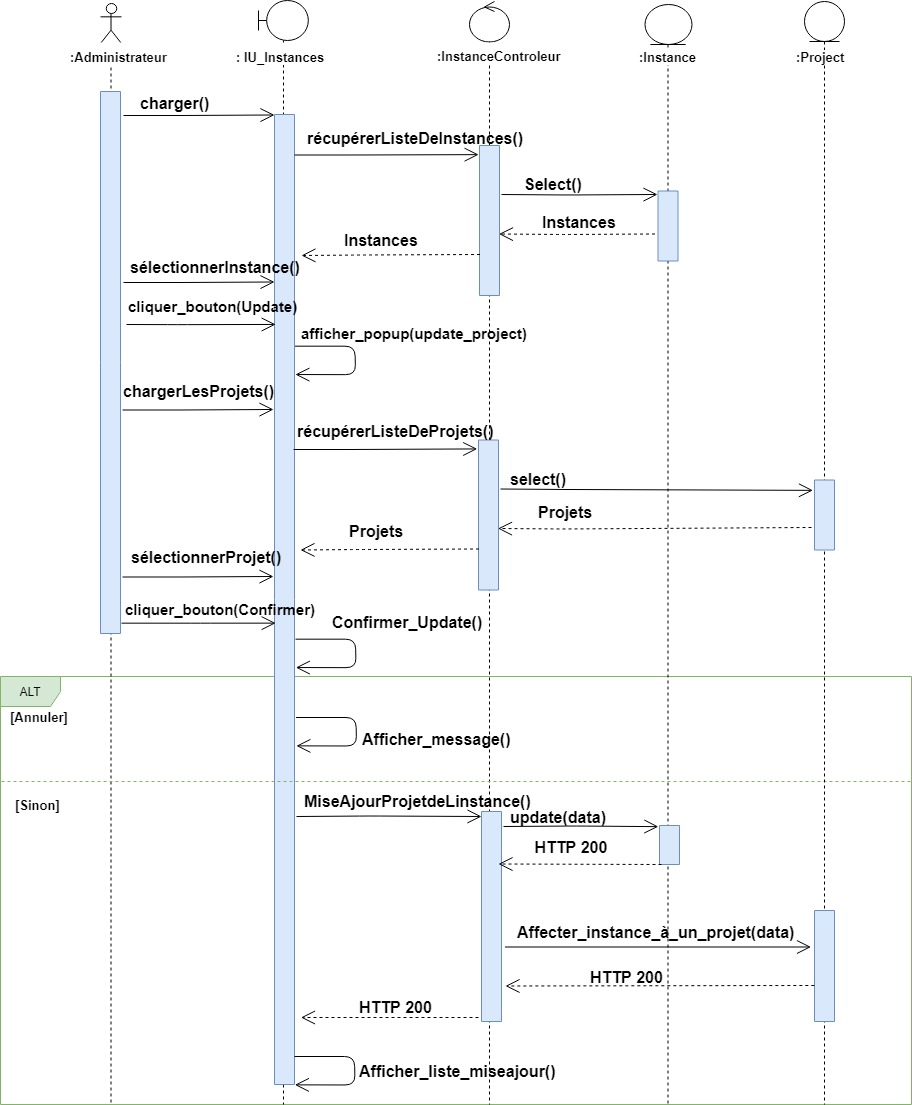 :Administrateur
: IU_Instances
:InstanceControleur
:Instance
:Project
charger()
récupérerListeDeInstances()
Select()
Instances
Instances
sélectionnerInstance()
cliquer_bouton(Update)
afficher_popup(update_project)
chargerLesProjets()
récupérerListeDeProjets()
select()
Projets
Projets
sélectionnerProjet()
cliquer_bouton(Confirmer)
Confirmer_Update()
ALT
[Annuler]
Afficher_message()
[Sinon]
MiseAjourProjetdeLinstance()
update(data)
HTTP 200
Affecter_instance_à_un_projet(data)
HTTP 200
HTTP 200
Afficher_liste_miseajour()